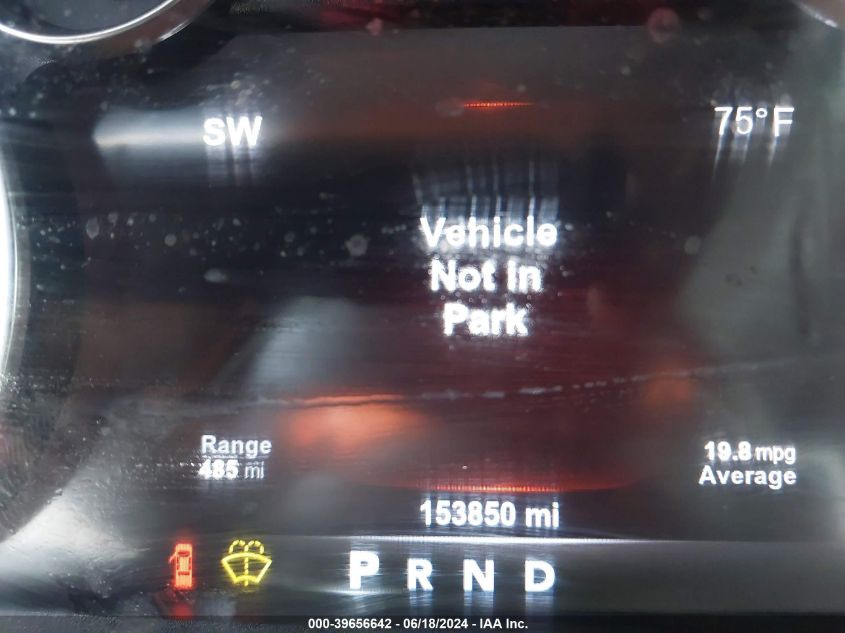 SW
75°F
Vehicle
Not In
Park
Range
485 mi
19.8 mpg
Average
153850 mi
P R N D
000-39656642 - 06/18/2024 - IAA Inc.